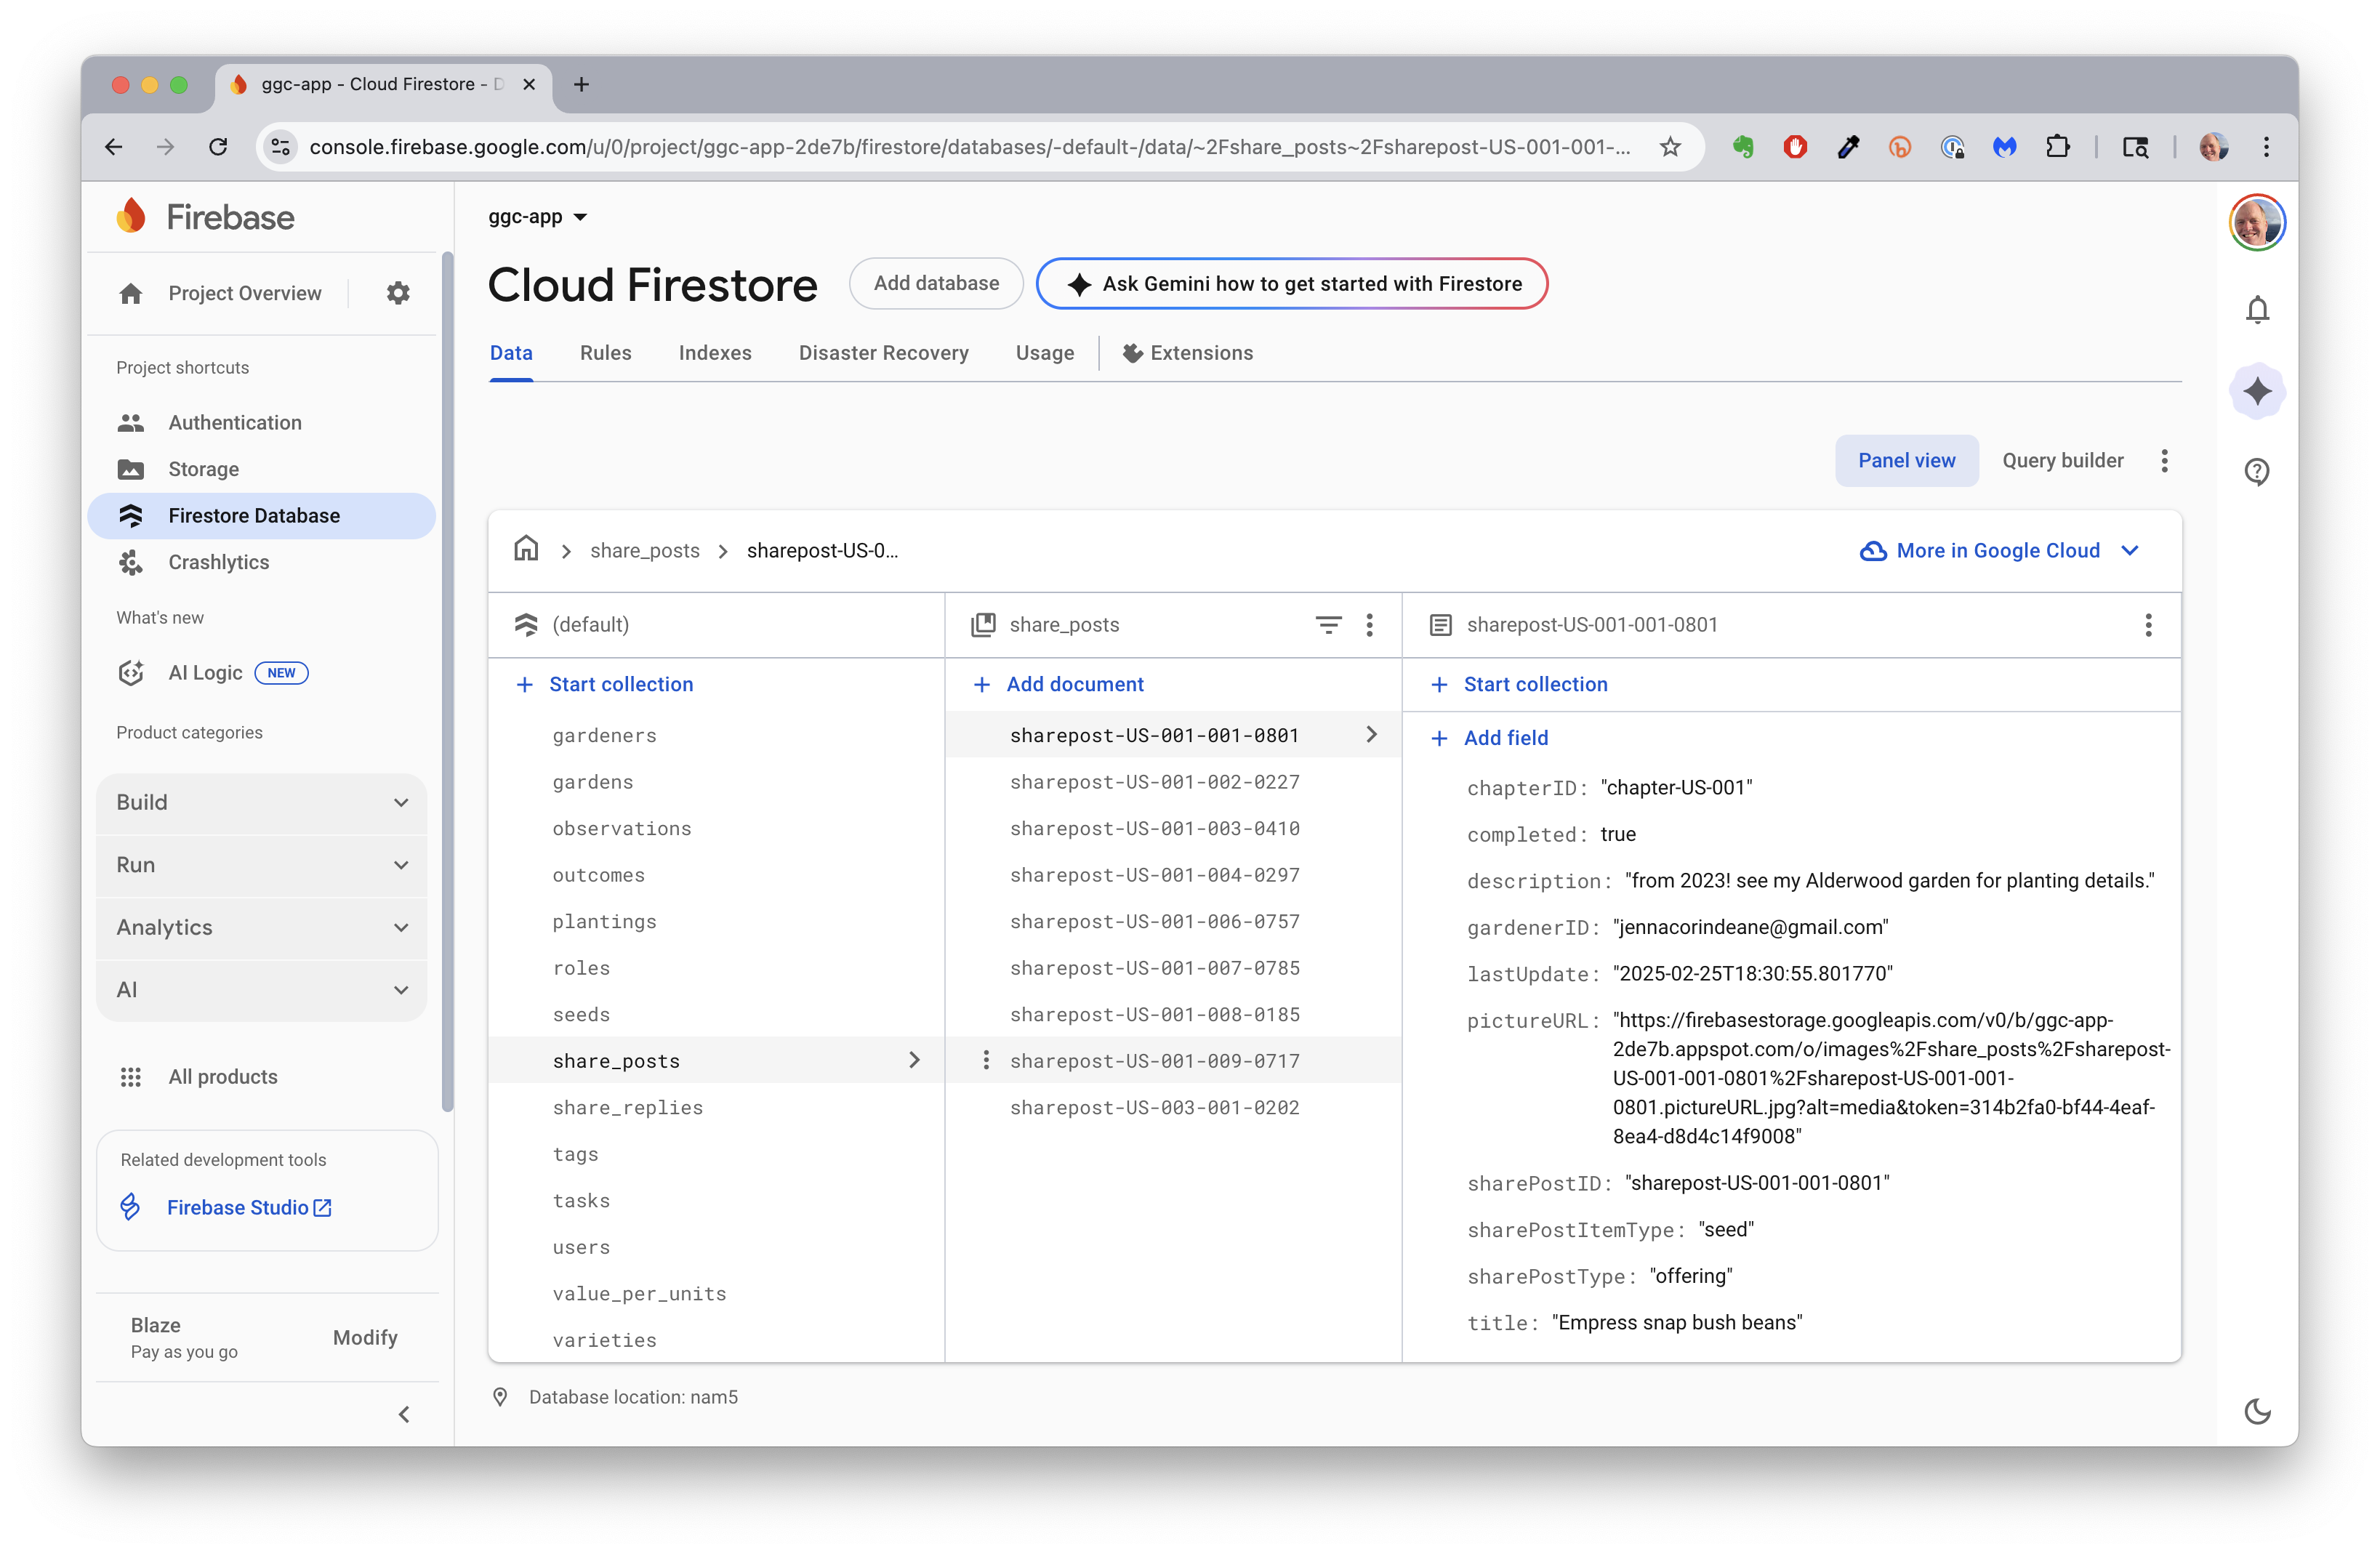 ggc-app - Cloud Firestore - D
console.firebase.google.com/u/0/project/ggc-app-2de7b/firestore/databases/-default-/data/~2Fshare_posts~2Fsharepost-US-001-001-...
Firebase
Project Overview
Project shortcuts
Authentication
Storage
Firestore Database
Crashlytics
What's new
AI Logic NEW
Product categories
Build
Run
Analytics
AI
All products
Related development tools
Firebase Studio
Blaze
Pay as you go
Modify
ggc-app
Cloud Firestore
Add database
Ask Gemini how to get started with Firestore
Data Rules Indexes Disaster Recovery Usage Extensions
Panel view
Query builder
share_posts
sharepost-US-0...
More in Google Cloud
(default)
Start collection
gardeners
gardens
observations
outcomes
plantings
roles
seeds
share_posts
share_replies
tags
tasks
users
value_per_units
varieties
share_posts
Add document
sharepost-US-001-001-0801
sharepost-US-001-002-0227
sharepost-US-001-003-0410
sharepost-US-001-004-0297
sharepost-US-001-006-0757
sharepost-US-001-007-0785
sharepost-US-001-008-0185
sharepost-US-001-009-0717
sharepost-US-003-001-0202
sharepost-US-001-001-0801
Start collection
Add field
chapterID: "chapter-US-001"
completed: true
description: "from 2023! see my Alderwood garden for planting details."
gardenerID: "jennacorindeane@gmail.com"
lastUpdate: "2025-02-25T18:30:55.801770"
pictureURL: "https://firebasestorage.googleapis.com/v0/b/ggc-app-
2de7b.appspot.com/o/images%2Fshare_posts%2Fsharepost-
US-001-001-0801%2Fsharepost-US-001-001-
0801.pictureURL.jpg?alt=media&token=314b2fa0-bf44-4eaf-
8ea4-d8d4c14f9008"
sharePostID: "sharepost-US-001-001-0801"
sharePostItemType: "seed"
sharePostType: "offering"
title: "Empress snap bush beans"
Database location: nam5